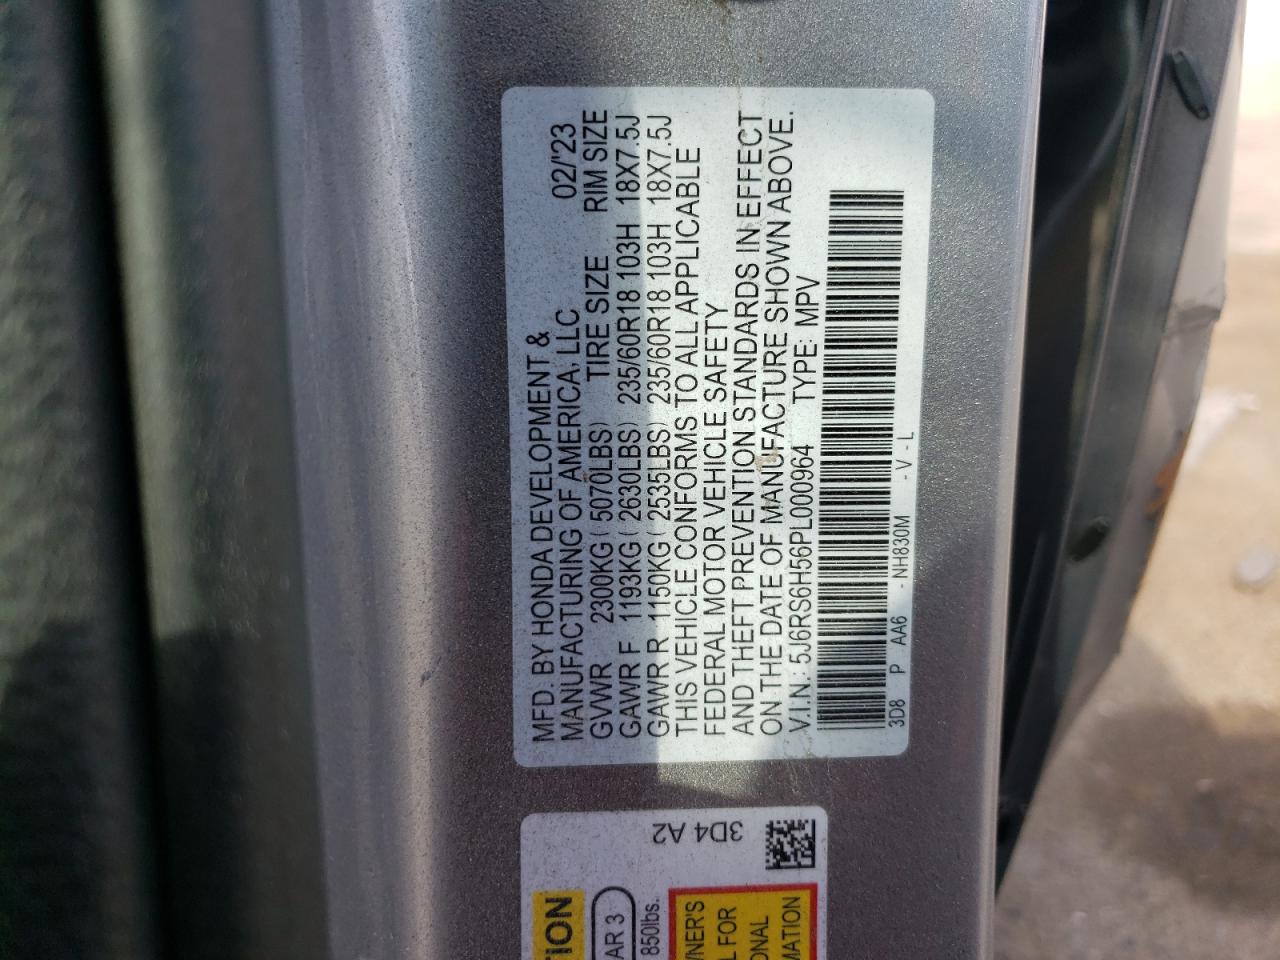 MFD. BY HONDA DEVELOPMENT &
MANUFACTURING OF AMERICA, LLC 02/'23
GVWR 2300KG ( 5070LBS) TIRE SIZE RIM SIZE
GAWR F 1193KG ( 2630LBS) 235/60R18 103H 18X7.5J
GAWR R 1150KG ( 2535LBS) 235/60R18 103H 18X7.5J
THIS VEHICLE CONFORMS TO ALL APPLICABLE
FEDERAL MOTOR VEHICLE SAFETY
AND THEFT PREVENTION STANDARDS IN EFFECT
ON THE DATE OF MANUFACTURE SHOWN ABOVE.
V.I.N.: 5J6RS6H56PL000964 TYPE: MPV
3D8 P AA6 - NH830M - V - L
3D4 A2
TION
AR 3
850lbs.
NER'S
L FOR
ONAL
MATION